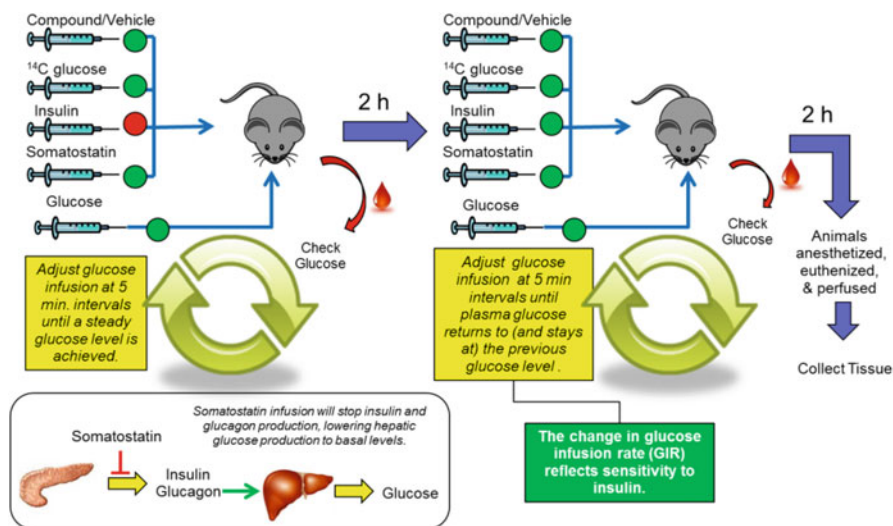 Compound/Vehicle
14C glucose
Insulin
Somatostatin
Glucose
2 h
Check
Glucose
Adjust glucose
infusion at 5
min. intervals
until a steady
glucose level is
achieved.
Compound/Vehicle
14C glucose
Insulin
Somatostatin
Glucose
2 h
Check
Glucose
Adjust glucose
infusion at 5 min
intervals until
plasma glucose
returns to (and stays
at) the previous
glucose level .
Animals
anesthetized,
euthenized,
& perfused
Collect Tissue
The change in glucose
infusion rate (GIR)
reflects sensitivity to
insulin.
Somatostatin infusion will stop insulin and
glucagon production, lowering hepatic
glucose production to basal levels.
Somatostatin
Insulin
Glucagon
Glucose